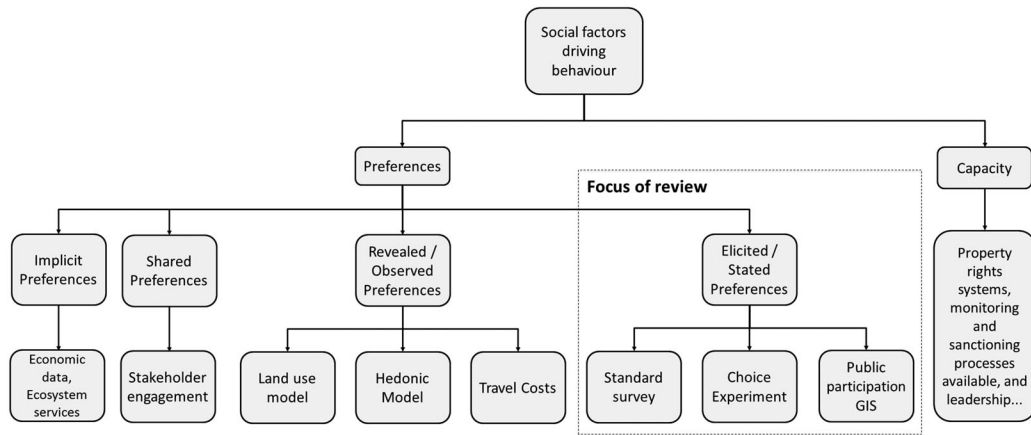 Social factors
driving
behaviour
Preferences
Capacity
Focus of review
Implicit
Preferences
Shared
Preferences
Revealed /
Observed
Preferences
Elicited /
Stated
Preferences
Property
rights
systems,
monitoring
and
sanctioning
processes
available, and
leadership...
Economic
data,
Ecosystem
services
Stakeholder
engagement
Land use
model
Hedonic
Model
Travel Costs
Standard
survey
Choice
Experiment
Public
participation
GIS